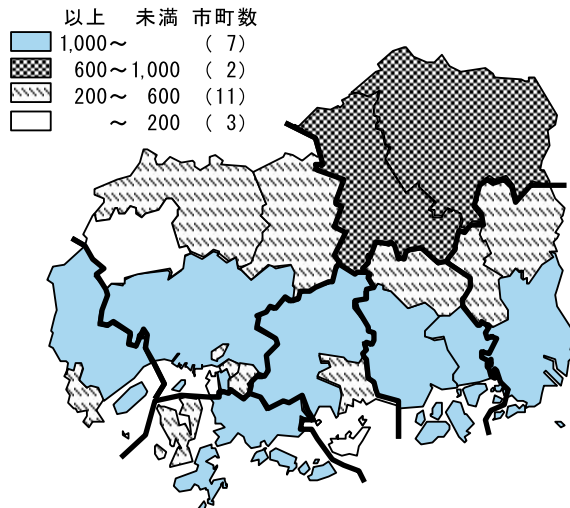 以上 未満 市町数
1,000～ ( 7)
600～1,000 ( 2)
200～ 600 (11)
～ 200 ( 3)